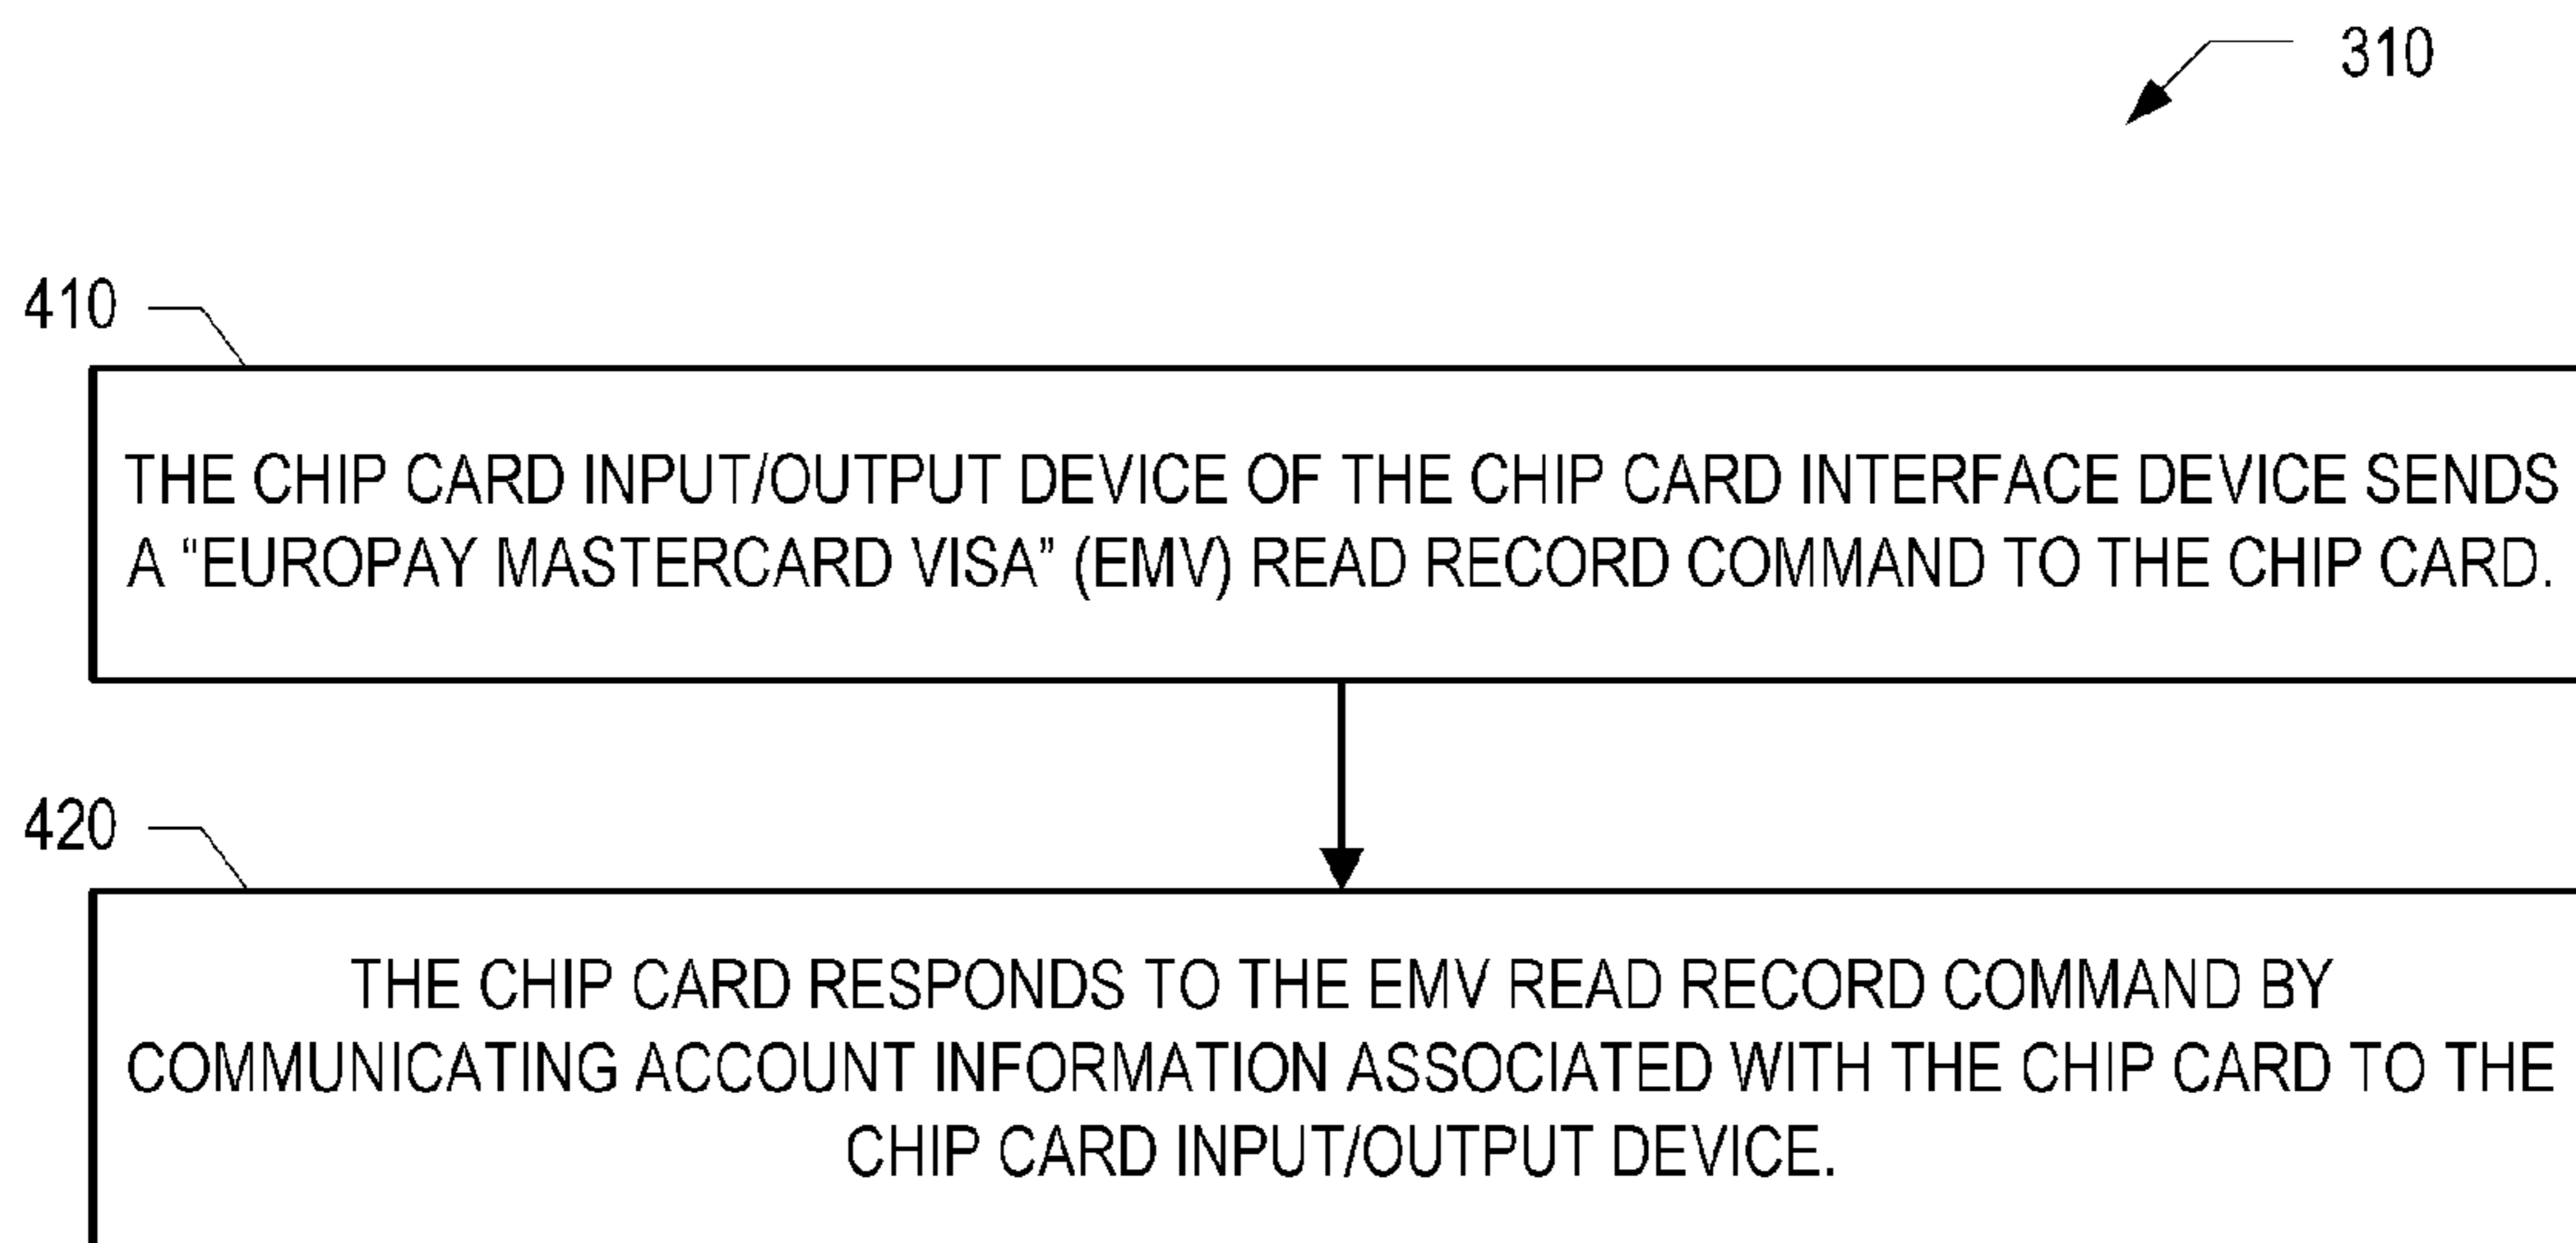 310
410
THE CHIP CARD INPUT/OUTPUT DEVICE OF THE CHIP CARD INTERFACE DEVICE SENDS
A “EUROPAY MASTERCARD VISA” (EMV) READ RECORD COMMAND TO THE CHIP CARD.
420
THE CHIP CARD RESPONDS TO THE EMV READ RECORD COMMAND BY
COMMUNICATING ACCOUNT INFORMATION ASSOCIATED WITH THE CHIP CARD TO THE
CHIP CARD INPUT/OUTPUT DEVICE.